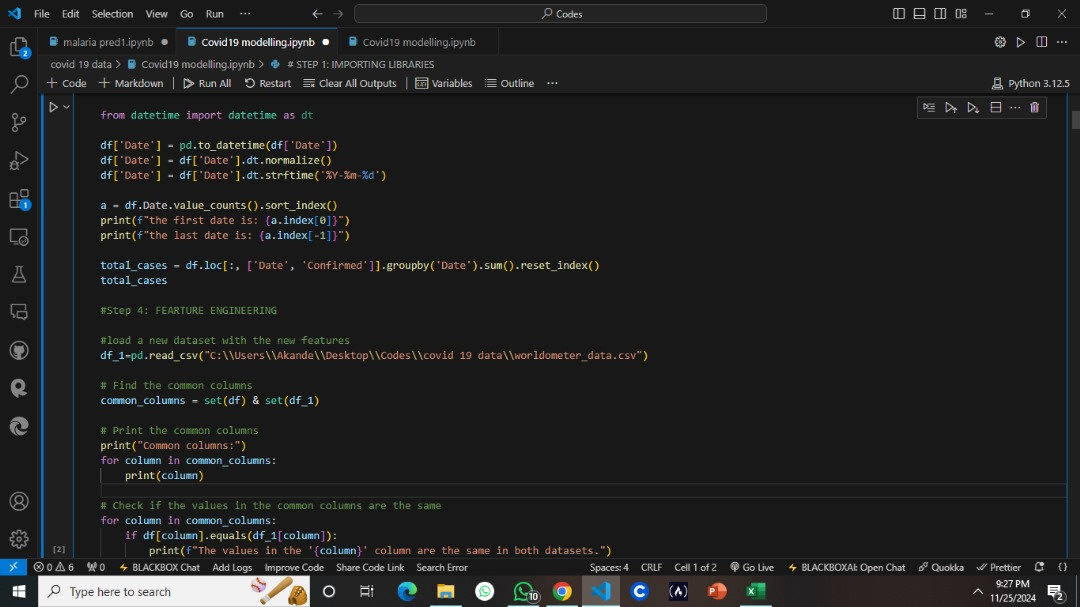 File Edit Selection View Go Run ··· Codes
malaria pred1.ipynb Covid19 modelling.ipynb Covid19 modelling.ipynb
covid 19 data > Covid19 modelling.ipynb > # STEP 1: IMPORTING LIBRARIES
+ Code + Markdown Run All Restart Clear All Outputs Variables Outline ··· Python 3.12.5
from datetime import datetime as dt
df['Date'] = pd.to_datetime(df['Date'])
df['Date'] = df['Date'].dt.normalize()
df['Date'] = df['Date'].dt.strftime('%Y-%m-%d')
a = df.Date.value_counts().sort_index()
print(f"the first date is: {a.index[0]}")
print(f"the last date is: {a.index[-1]}")
total_cases = df.loc[:, ['Date', 'Confirmed']].groupby('Date').sum().reset_index()
total_cases
#Step 4: FEARTURE ENGINEERING
#load a new dataset with the new features
df_1=pd.read_csv("C:\\Users\\Akande\\Desktop\\Codes\\covid 19 data\\worldometer_data.csv")
# Find the common columns
common_columns = set(df) & set(df_1)
# Print the common columns
print("Common columns:")
for column in common_columns:
    print(column)
# Check if the values in the common columns are the same
for column in common_columns:
    if df[column].equals(df_1[column]):
        print(f"The values in the '{column}' column are the same in both datasets.")
[2]
0 6 0 BLACKBOX Chat Add Logs Improve Code Share Code Link Search Error Spaces: 4 CRLF Cell 1 of 2 Go Live BLACKBOXAI: Open Chat Quokka Prettier {}
Type here to search 10 9:27 PM
11/25/2024 2